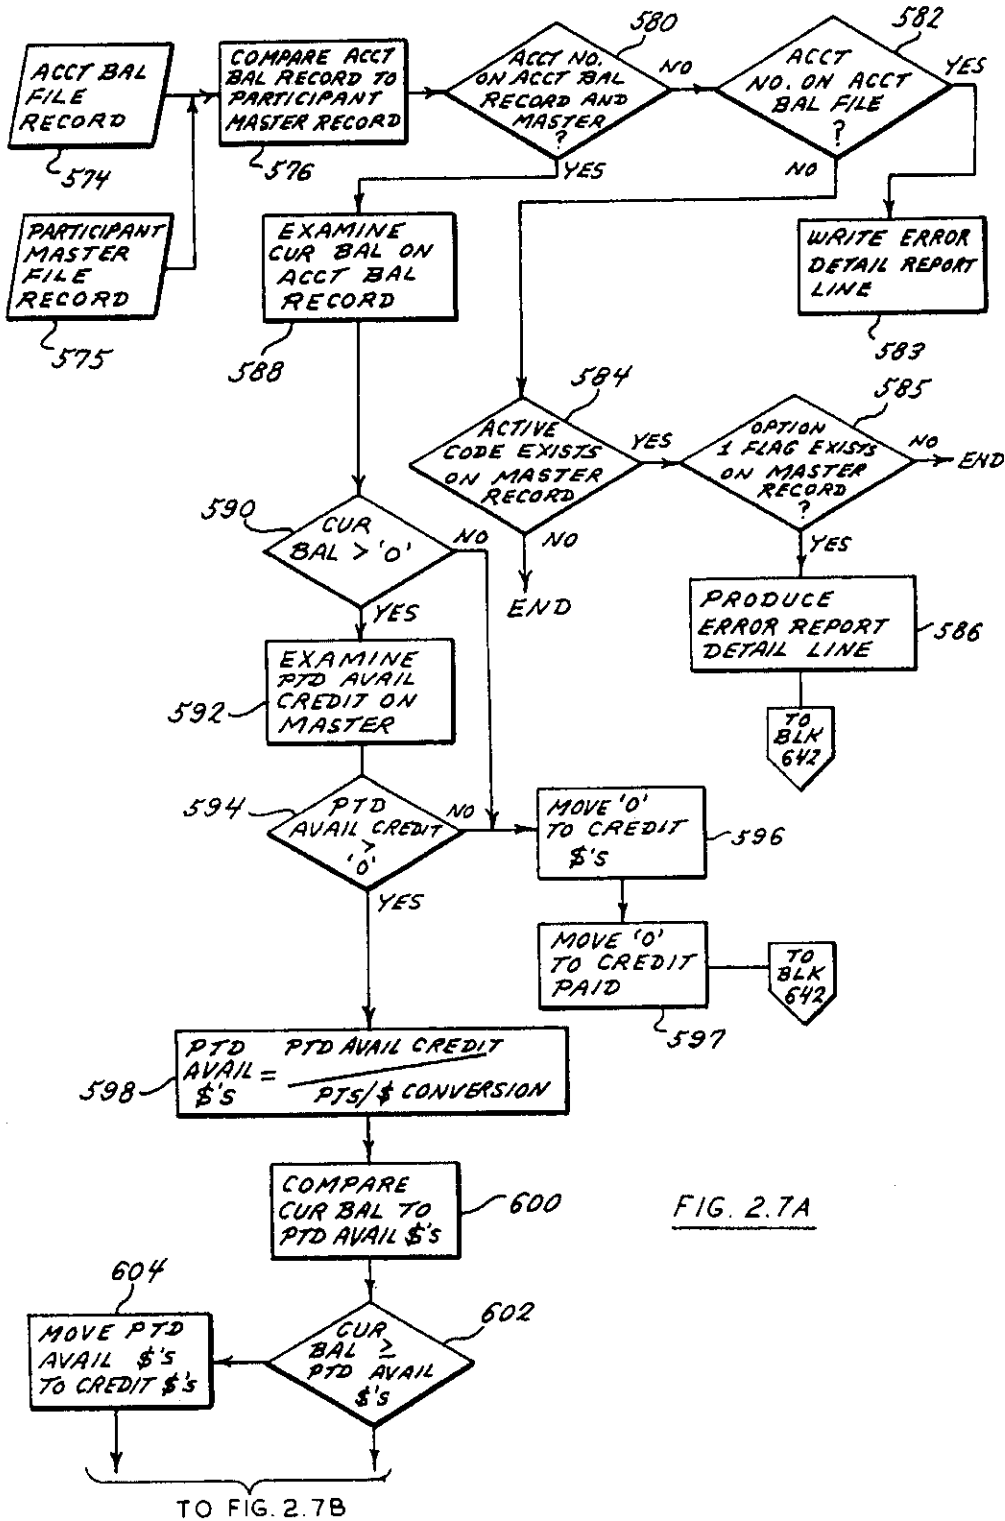 ACCT BAL
FILE
RECORD
574
COMPARE ACCT
BAL RECORD TO
PARTICIPANT
MASTER RECORD
576
ACCT NO.
ON ACCT BAL
RECORD AND
MASTER
?
580
NO
YES
ACCT
NO. ON ACCT
BAL FILE
?
582
YES
NO
PARTICIPANT
MASTER
FILE
RECORD
575
EXAMINE
CUR BAL ON
ACCT BAL
RECORD
588
WRITE ERROR
DETAIL REPORT
LINE
583
ACTIVE
CODE EXISTS
ON MASTER
RECORD
584
YES
NO
END
OPTION
1 FLAG EXISTS
ON MASTER
RECORD
?
585
NO
END
YES
590
CUR
BAL > '0'
NO
YES
PRODUCE
ERROR REPORT
DETAIL LINE
586
TO
BLK
642
EXAMINE
PTD AVAIL
CREDIT ON
MASTER
592
594
PTD
AVAIL CREDIT
>
'0'
NO
YES
MOVE '0'
TO CREDIT
$'s
596
MOVE '0'
TO CREDIT
PAID
597
TO
BLK
642
598
PTD
AVAIL
$'s
=
PTD AVAIL CREDIT
PTS/$ CONVERSION
COMPARE
CUR BAL TO
PTD AVAIL $'s
600
FIG. 2.7A
604
MOVE PTD
AVAIL $'s
TO CREDIT $'s
CUR
BAL ≥
PTD AVAIL
$'s
602
TO FIG. 2.7B